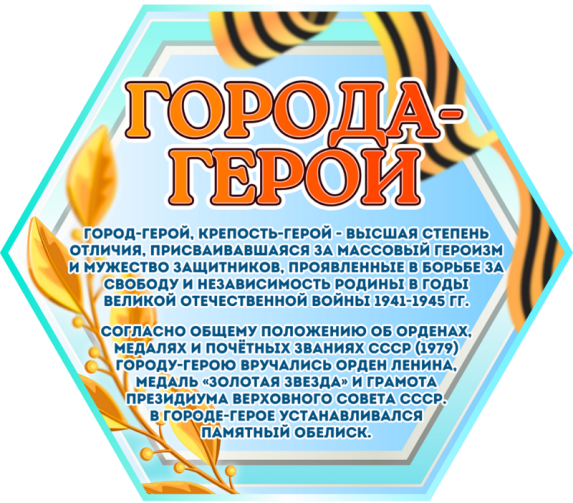 ГОРОДА-
ГЕРОИ
ГОРОД-ГЕРОЙ, КРЕПОСТЬ-ГЕРОЙ - ВЫСШАЯ СТЕПЕНЬ
ОТЛИЧИЯ, ПРИСВАИВАВШАЯСЯ ЗА МАССОВЫЙ ГЕРОИЗМ
И МУЖЕСТВО ЗАЩИТНИКОВ, ПРОЯВЛЕННЫЕ В БОРЬБЕ ЗА
СВОБОДУ И НЕЗАВИСИМОСТЬ РОДИНЫ В ГОДЫ
ВЕЛИКОЙ ОТЕЧЕСТВЕННОЙ ВОЙНЫ 1941-1945 ГГ.
СОГЛАСНО ОБЩЕМУ ПОЛОЖЕНИЮ ОБ ОРДЕНАХ,
МЕДАЛЯХ И ПОЧЁТНЫХ ЗВАНИЯХ СССР (1979)
ГОРОДУ-ГЕРОЮ ВРУЧАЛИСЬ ОРДЕН ЛЕНИНА,
МЕДАЛЬ «ЗОЛОТАЯ ЗВЕЗДА» И ГРАМОТА
ПРЕЗИДИУМА ВЕРХОВНОГО СОВЕТА СССР.
В ГОРОДЕ-ГЕРОЕ УСТАНАВЛИВАЛСЯ
ПАМЯТНЫЙ ОБЕЛИСК.